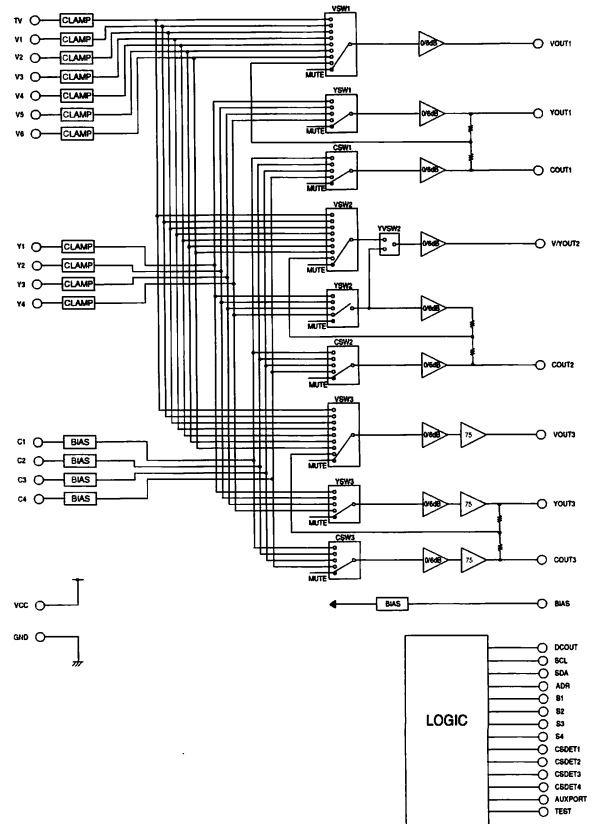 TV CLAMP
V1 CLAMP
V2 CLAMP
V3 CLAMP
V4 CLAMP
V5 CLAMP
V6 CLAMP
VSW1
MUTE
0/6dB
VOUT1
YSW1
MUTE
0/6dB
YOUT1
CSW1
MUTE
0/6dB
COUT1
VSW2
MUTE
YVSW2
0/6dB
V/YOUT2
Y1 CLAMP
Y2 CLAMP
Y3 CLAMP
Y4 CLAMP
YSW2
MUTE
0/6dB
CSW2
MUTE
0/6dB
COUT2
VSW3
MUTE
0/6dB
75
VOUT3
C1 BIAS
C2 BIAS
C3 BIAS
C4 BIAS
YSW3
MUTE
0/6dB
75
YOUT3
CSW3
MUTE
0/6dB
75
COUT3
VCC
BIAS
BIAS
GND
LOGIC
DCOUT
SCL
SDA
ADR
S1
S2
S3
S4
CSDET1
CSDET2
CSDET3
CSDET4
AUXPORT
TEST